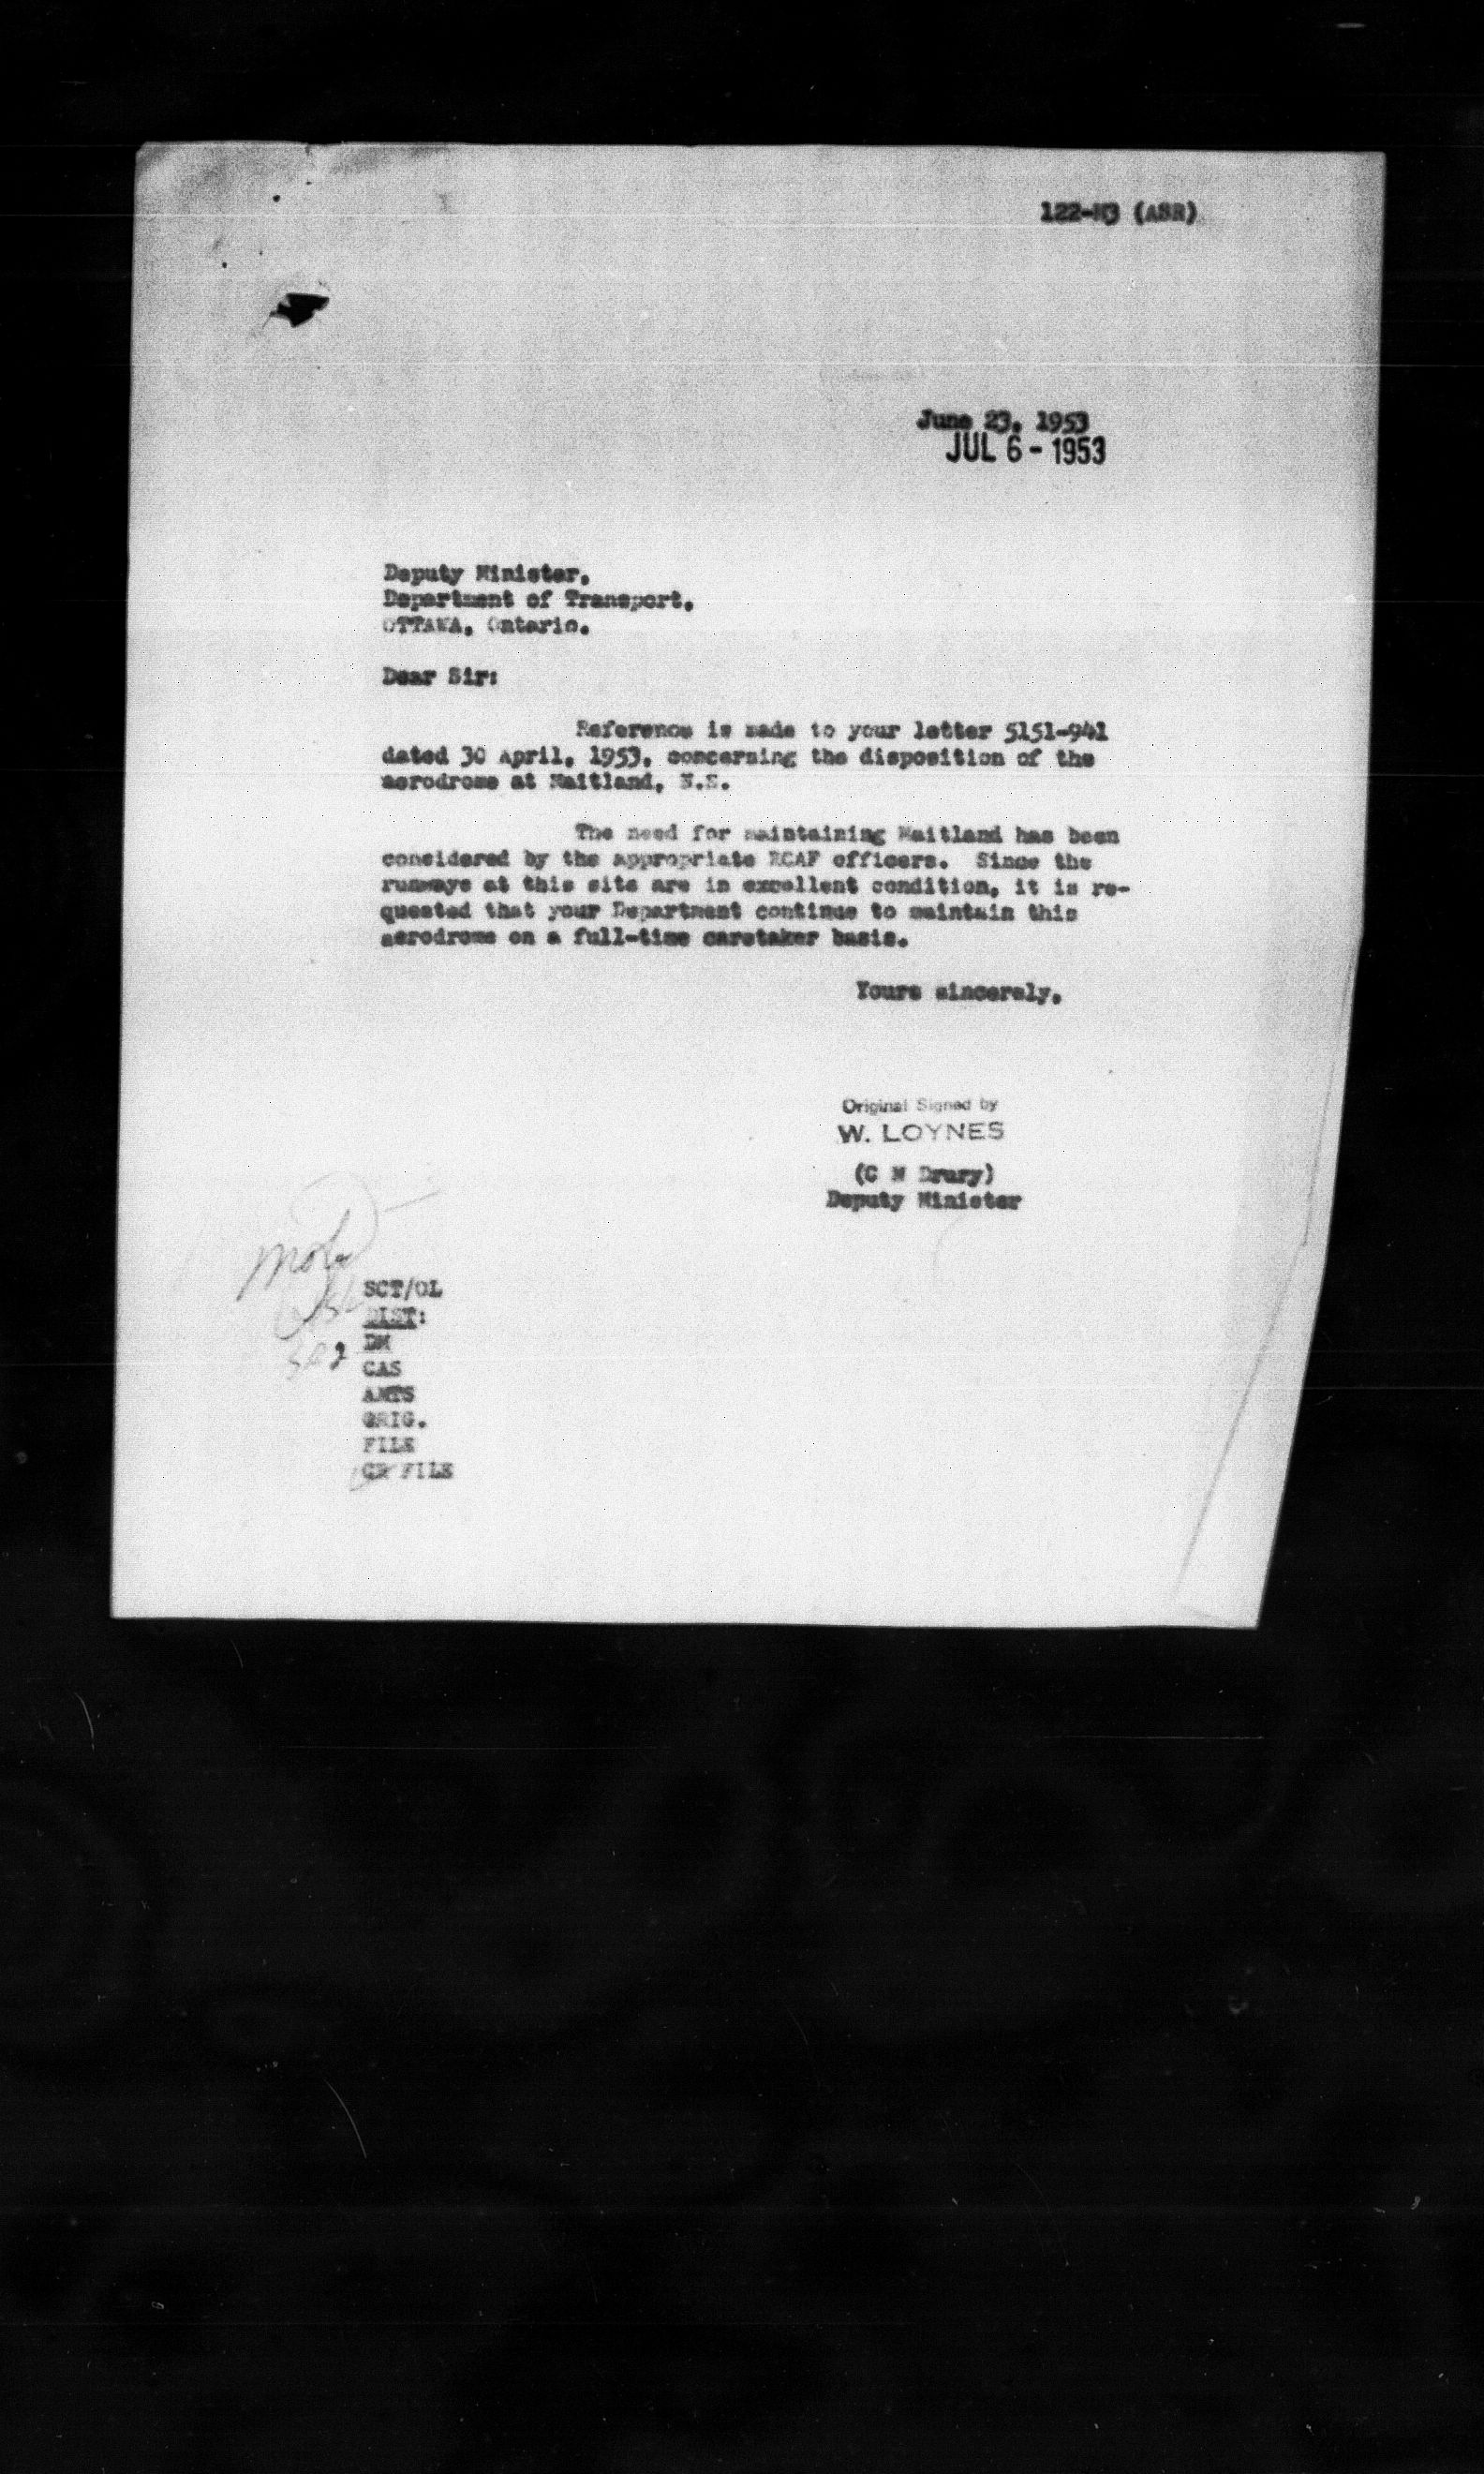 122-M3 (ASR)
June 23, 1953
JUL 6 - 1953
Deputy Minister,
Department of Transport,
OTTAWA, Ontario.
Dear Sir:
Reference is made to your letter 5151-941
dated 30 April, 1953, concerning the disposition of the
aerodrome at Maitland, N.S.
The need for maintaining Maitland has been
considered by the appropriate RCAF officers. Since the
runways at this site are in excellent condition, it is re-
quested that your Department continue to maintain this
aerodrome on a full-time caretaker basis.
Yours sincerely,
Original Signed by
W. LOYNES
(C M Drury)
Deputy Minister
SCT/OL
DIST:
DM
CAS
AMTS
ORIG.
FILE
CR FILE